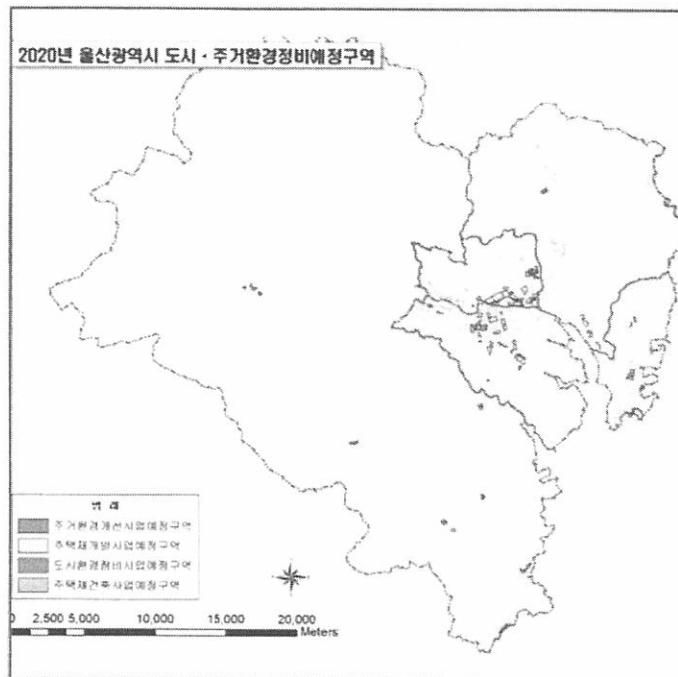 2020년 울산광역시 도시 · 주거환경정비예정구역
범 례
주거환경개선사업예정구역
주택재개발사업예정구역
도시환경정비사업예정구역
주택재건축사업예정구역
0 2,500 5,000 10,000 15,000 20,000
Meters